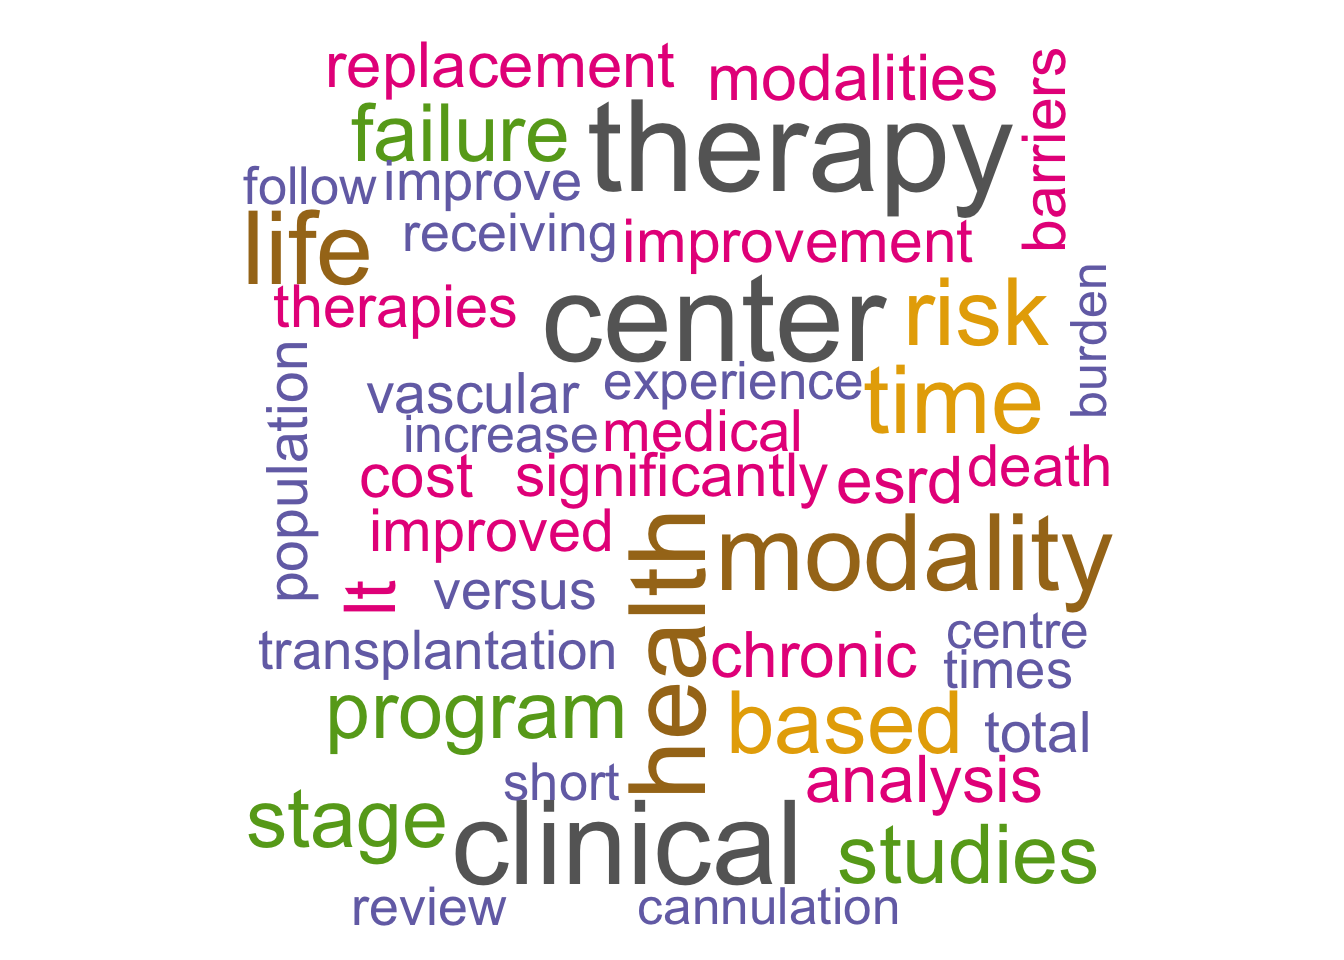 replacement
modalities
barriers
failure
therapy
follow
improve
life
receiving
improvement
therapies
center
risk
burden
population
vascular
experience
time
increase
medical
cost
significantly
esrd
death
improved
health
modality
lt
versus
transplantation
chronic
centre
times
program
based
total
short
analysis
stage
clinical
studies
review
cannulation